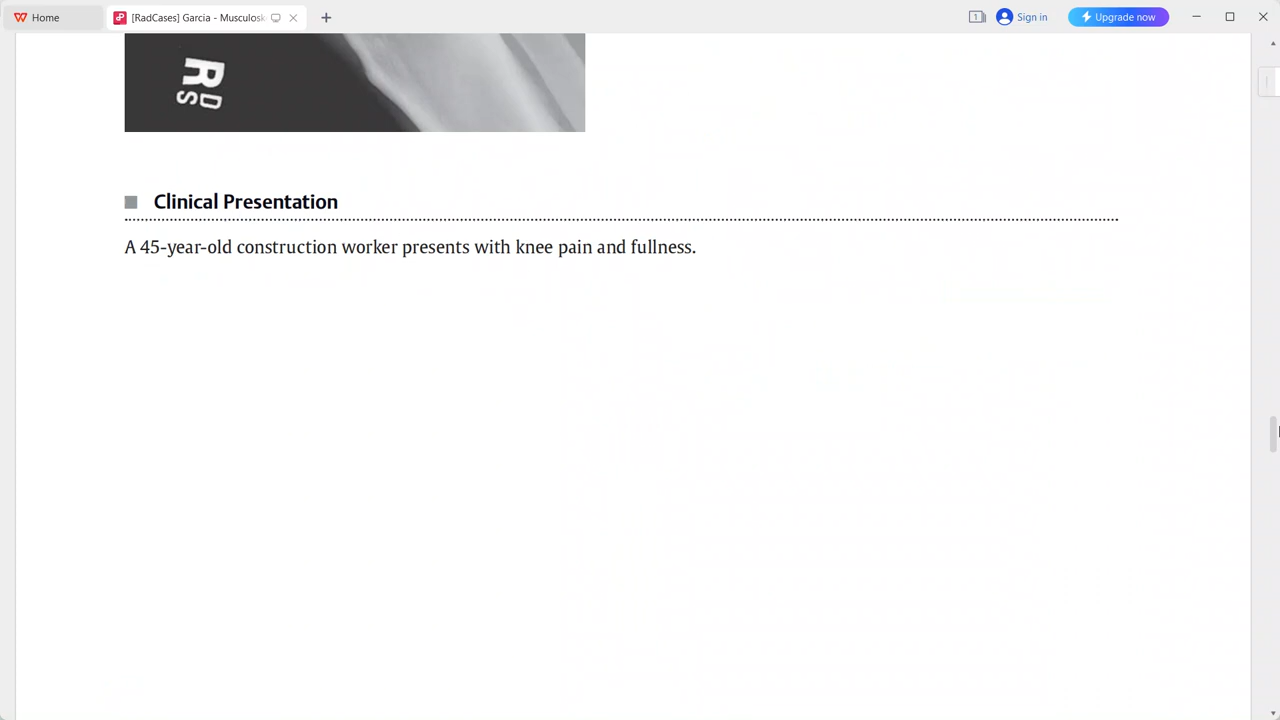 Home
[RadCases] Garcia - Musculosk
1
Sign in
Upgrade now
R
D
S
Clinical Presentation
A 45-year-old construction worker presents with knee pain and fullness.